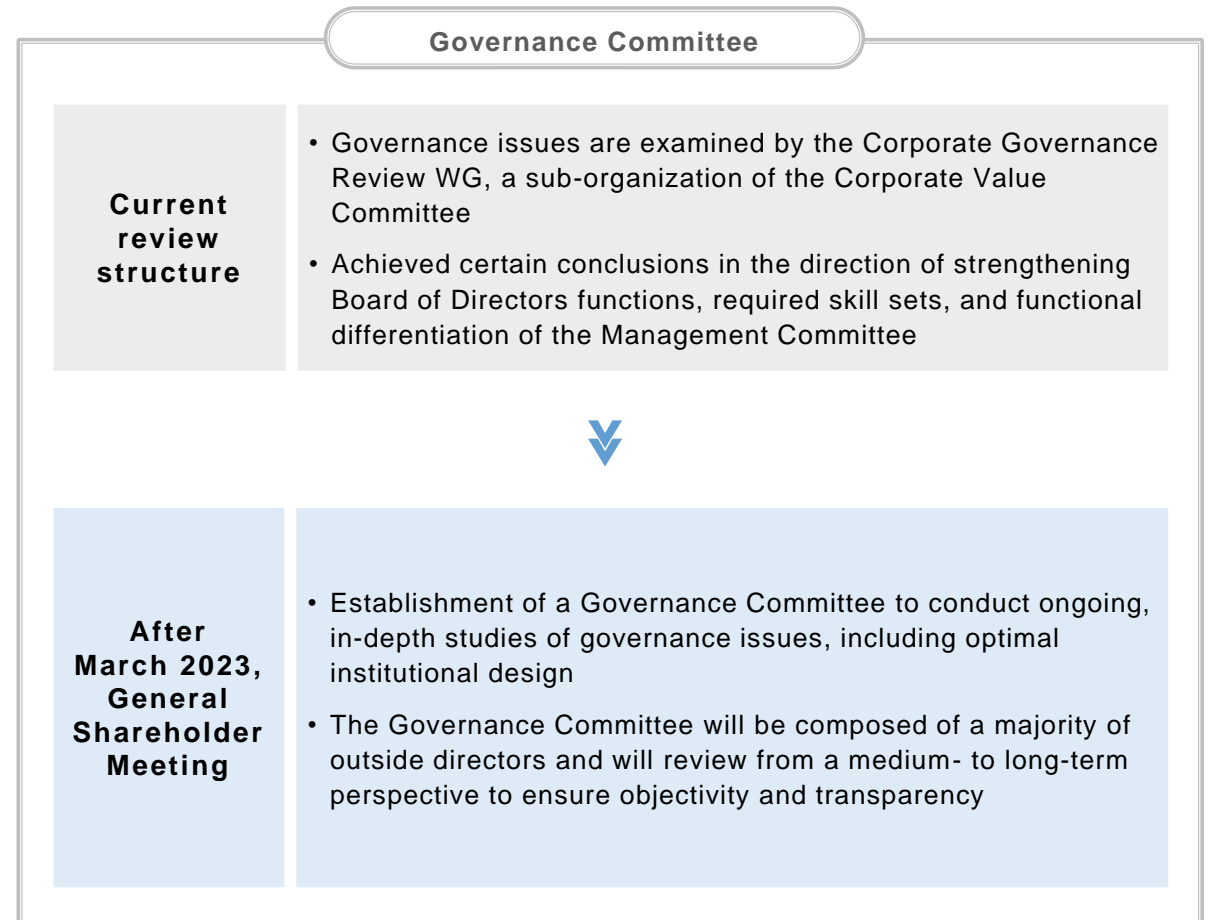 Governance Committee
Current
review
structure
• Governance issues are examined by the Corporate Governance
Review WG, a sub-organization of the Corporate Value
Committee
• Achieved certain conclusions in the direction of strengthening
Board of Directors functions, required skill sets, and functional
differentiation of the Management Committee
After
March 2023,
General
Shareholder
Meeting
• Establishment of a Governance Committee to conduct ongoing,
in-depth studies of governance issues, including optimal
institutional design
• The Governance Committee will be composed of a majority of
outside directors and will review from a medium- to long-term
perspective to ensure objectivity and transparency